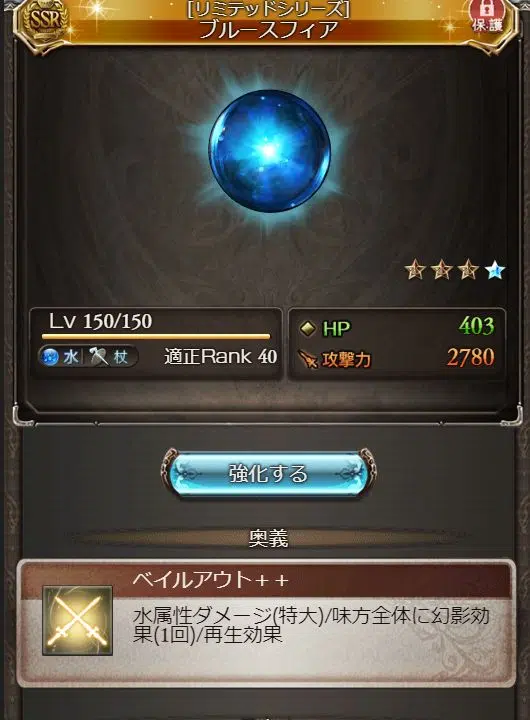 [リミテッドシリーズ]
SSR ブルースフィア 保護
Lv 150/150
水 杖 適正Rank 40
HP 403
攻撃力 2780
強化する
奥義
ベイルアウト++
水属性ダメージ(特大)/味方全体に幻影効
果(1回)/再生効果